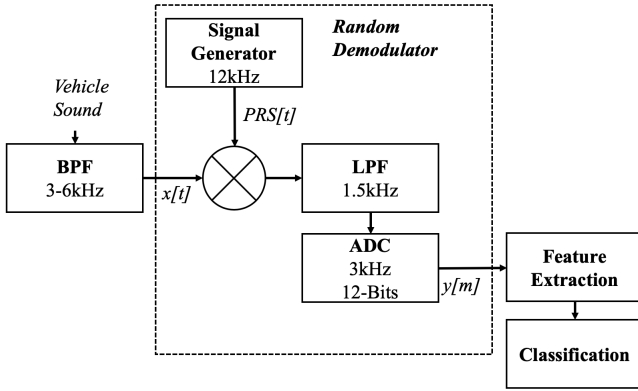 Signal
Generator
12kHz
Random
Demodulator
Vehicle
Sound
PRS[t]
BPF
3-6kHz
x[t]
LPF
1.5kHz
ADC
3kHz
12-Bits
y[m]
Feature
Extraction
Classification